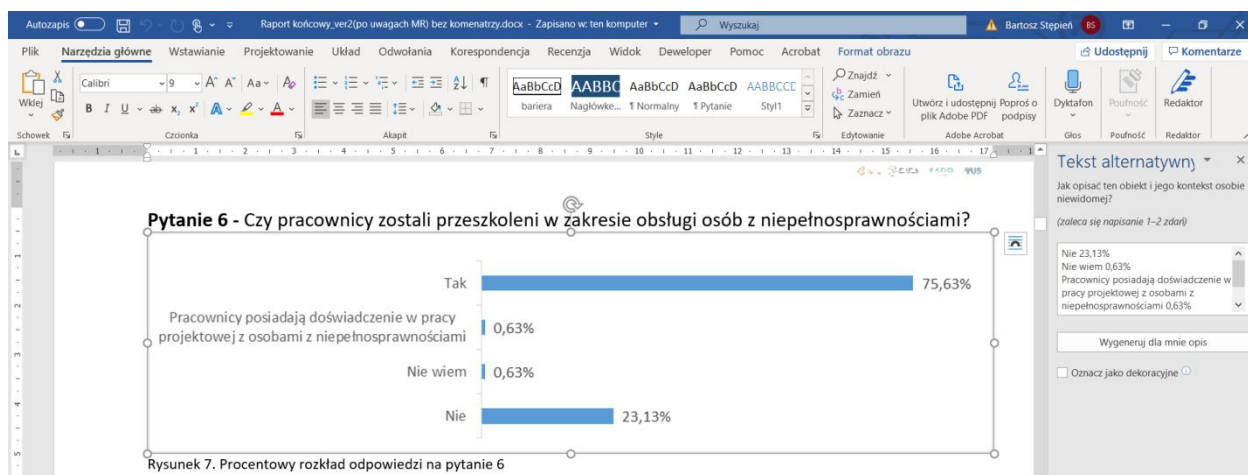 Autozapis
Raport końcowy_ver2(po uwagach MR) bez komenatrzy.docx - Zapisano w: ten komputer
Wyszukaj
Bartosz Stępień
BS
Plik Narzędzia główne Wstawianie Projektowanie Układ Odwołania Korespondencja Recenzja Widok Deweloper Pomoc Acrobat Format obrazu
Udostępnij
Komentarze
Wklej
Calibri
9
AaBbCcD AABBC AaBbCcD AaBbCcD AABBCCC
bariera Nagłówke... ¶ Normalny ¶ Pytanie Styl1
Znajdź
Zamień
Zaznacz
Utwórz i udostępnij
plik Adobe PDF
Poproś o
podpisy
Dyktafon
Poufność
Redaktor
Schowek Czcionka Akapit Style Edytowanie Adobe Acrobat Głos Poufność Redaktor
Pytanie 6 - Czy pracownicy zostali przeszkoleni w zakresie obsługi osób z niepełnosprawnościami?
Tak 75,63%
Pracownicy posiadają doświadczenie w pracy
projektowej z osobami z niepełnosprawnościami
0,63%
Nie wiem 0,63%
Nie 23,13%
Rysunek 7. Procentowy rozkład odpowiedzi na pytanie 6
Tekst alternatywny
Jak opisać ten obiekt i jego kontekst osobie
niewidomej?
(zaleca się napisanie 1–2 zdań)
Nie 23,13%
Nie wiem 0,63%
Pracownicy posiadają doświadczenie w
pracy projektowej z osobami z
niepełnosprawnościami 0,63%
Wygeneruj dla mnie opis
Oznacz jako dekoracyjne